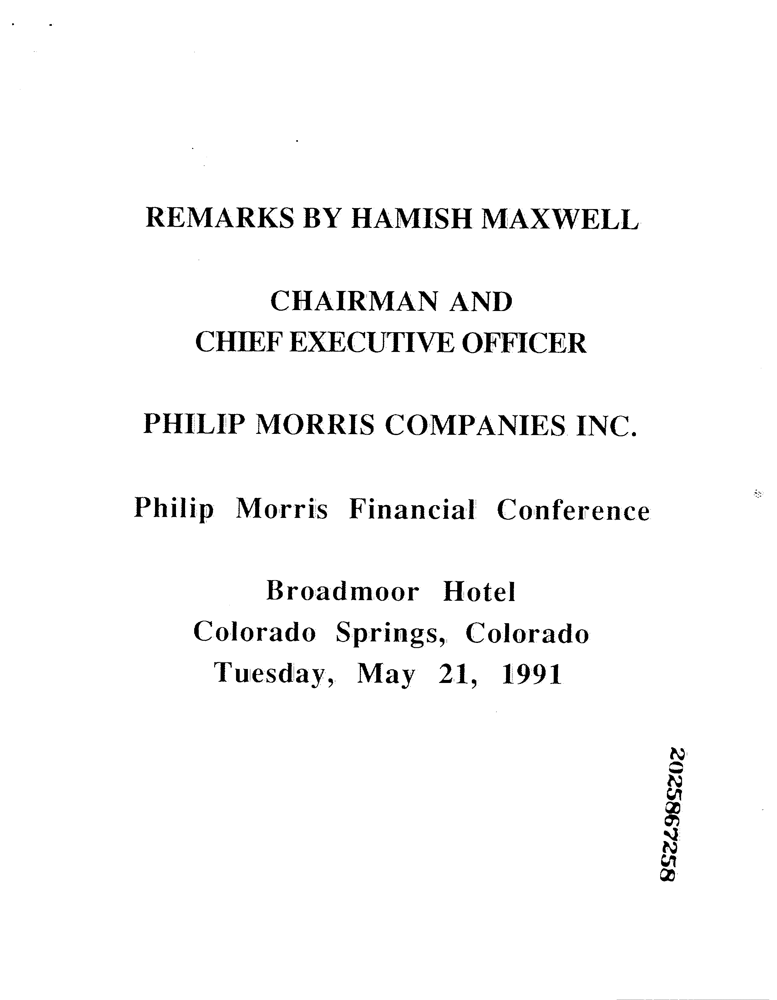 REMARKS BY HAMISH MAXWELL
CHAIRMAN AND
CHIEF EXECUTIVE OFFICER
PHILIP MORRIS COMPANIES INC.
Philip Morris Financial Conference
Broadmoor Hotel
Colorado Springs, Colorado
Tuesday, May 21, 1991
2025867258